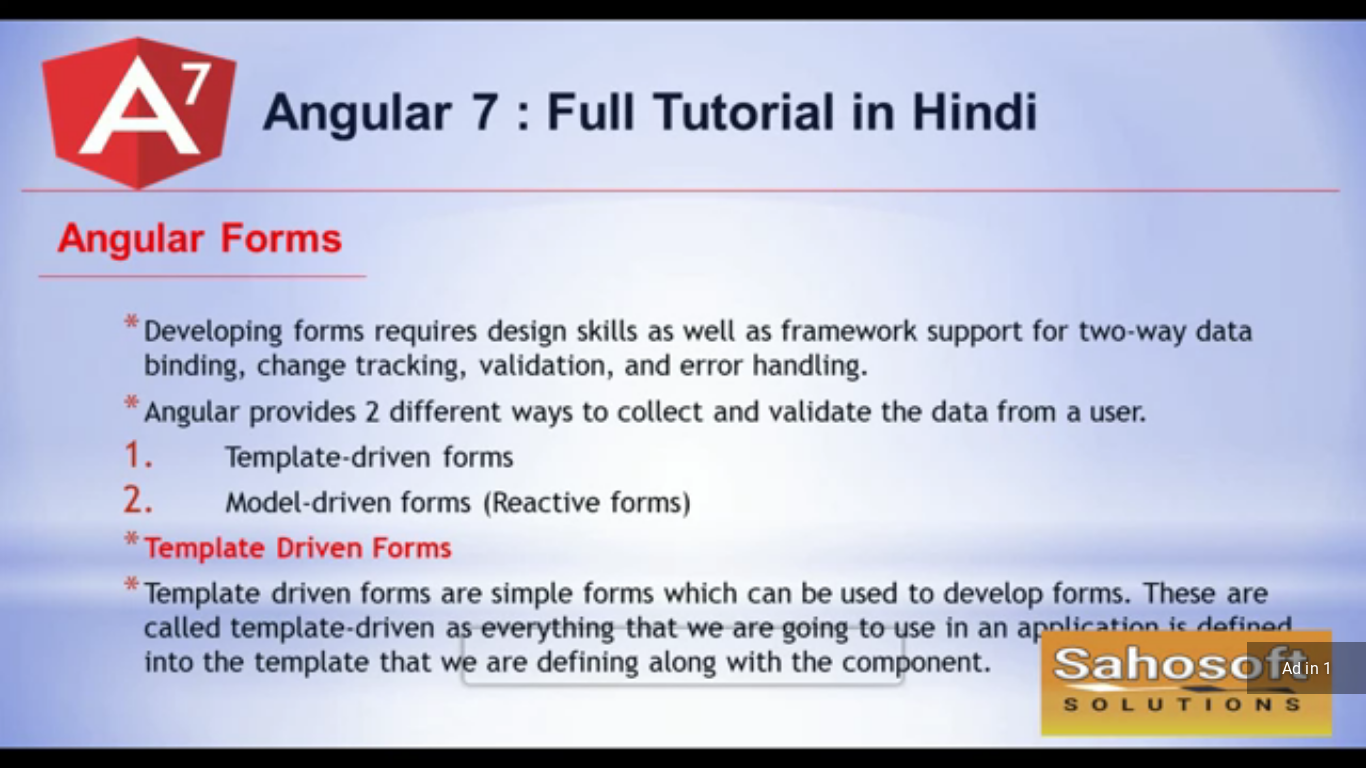 A7
Angular 7 : Full Tutorial in Hindi
Angular Forms
* Developing forms requires design skills as well as framework support for two-way data
binding, change tracking, validation, and error handling.
* Angular provides 2 different ways to collect and validate the data from a user.
1. Template-driven forms
2. Model-driven forms (Reactive forms)
* Template Driven Forms
* Template driven forms are simple forms which can be used to develop forms. These are
called template-driven as everything that we are going to use in an application is defined
into the template that we are defining along with the component.
Sahosoft
SOLUTIONS
Ad in 1